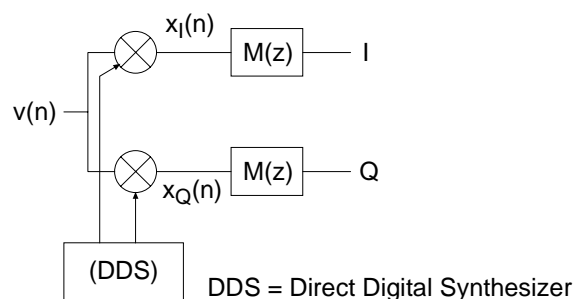 x_I(n)
M(z)
I
v(n)
M(z)
Q
x_Q(n)
(DDS)
DDS = Direct Digital Synthesizer